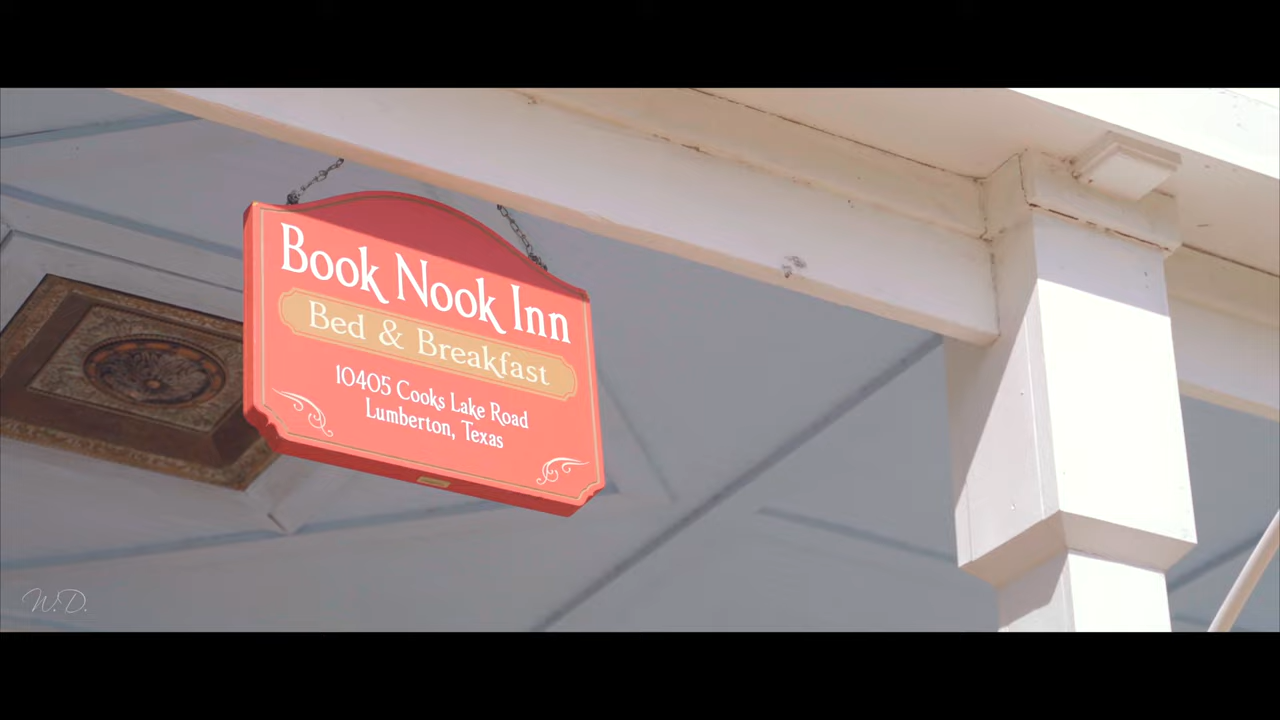 Book Nook Inn
Bed & Breakfast
10405 Cooks Lake Road
Lumberton, Texas
W.D.